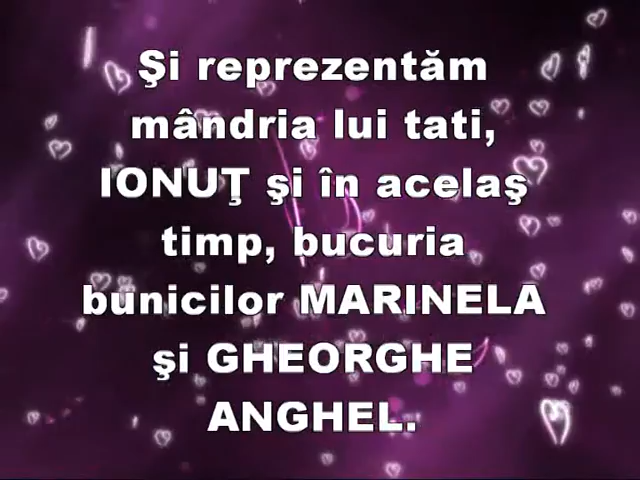 Şi reprezentăm
mândria lui tati,
IONUŢ şi în acelaş
timp, bucuria
bunicilor MARINELA
şi GHEORGHE
ANGHEL.